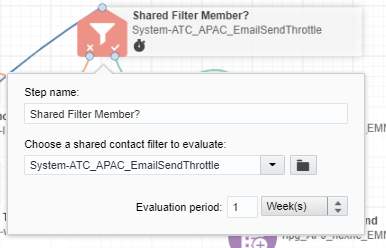 Shared Filter Member?
System-ATC_APAC_EmailSendThrottle
Step name:
Shared Filter Member?
Choose a shared contact filter to evaluate:
System-ATC_APAC_EmailSendThrottle
Evaluation period: 1 Week(s)